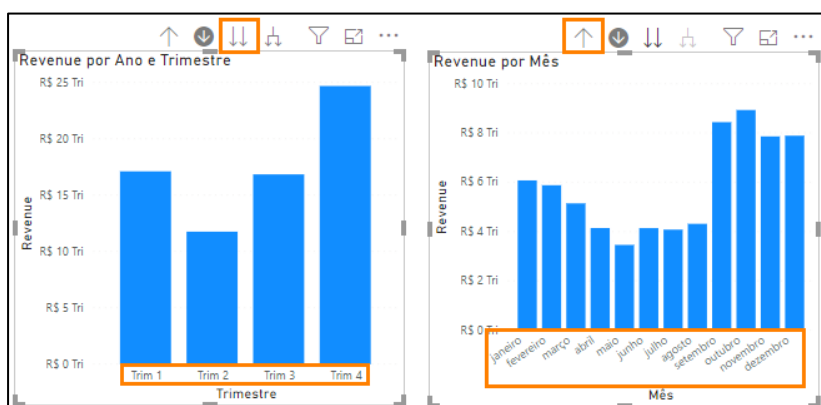 Revenue por Ano e Trimestre
R$ 25 Tri
R$ 20 Tri
R$ 15 Tri
R$ 10 Tri
R$ 5 Tri
R$ 0 Tri
Revenue
Trim 1 Trim 2 Trim 3 Trim 4
Trimestre
Revenue por Mês
R$ 10 Tri
R$ 8 Tri
R$ 6 Tri
R$ 4 Tri
R$ 2 Tri
R$ 0 Tri
Revenue
janeiro fevereiro março abril maio junho julho agosto setembro outubro novembro dezembro
Mês